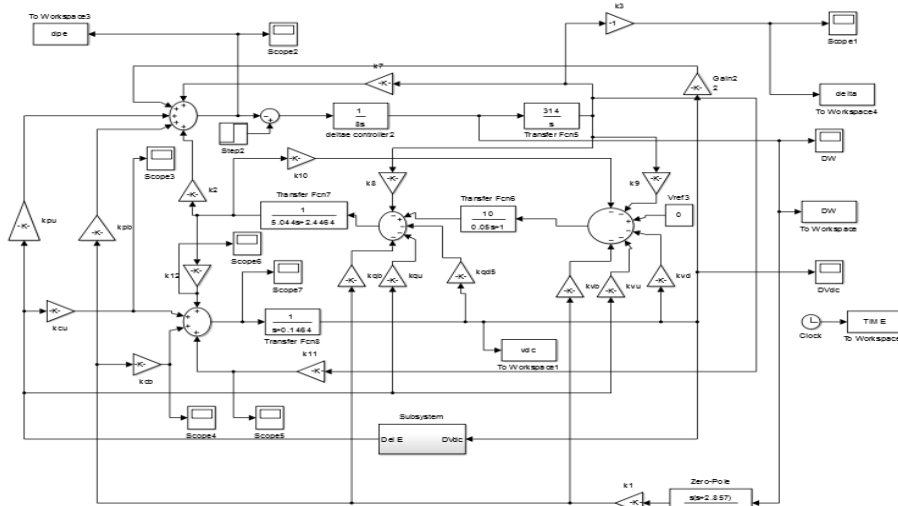 To Workspace3
dpe
Scope2
k3
-1
Scope1
k7
-K-
Gain2
2
-K-
delta
To Workspace4
1
8s
deltae controller2
Step2
314
s
Transfer Fcn5
DW
Scope3
k2
-K-
-K-
k10
k8
-K-
k9
-K-
Vref3
0
kpu
-K-
kpb
-K-
Transfer Fcn7
1
5.044s+2.4464
Transfer Fcn6
10
0.05s+1
DW
To Workspace
Scope6
k12
-K-
Scope7
kqb
-K-
kqu
-K-
kqd5
-K-
kvb
-K-
kvu
-K-
kvd
-K-
DVdc
-K-
kcu
1
s+0.1464
Transfer Fcn8
Clock
TIME
To Workspace
vdc
To Workspace1
k11
-K
-K-
kcb
Scope4
Scope5
Subsystem
Del E
DVdc
k1
-K-
Zero-Pole
s(s+2.857)